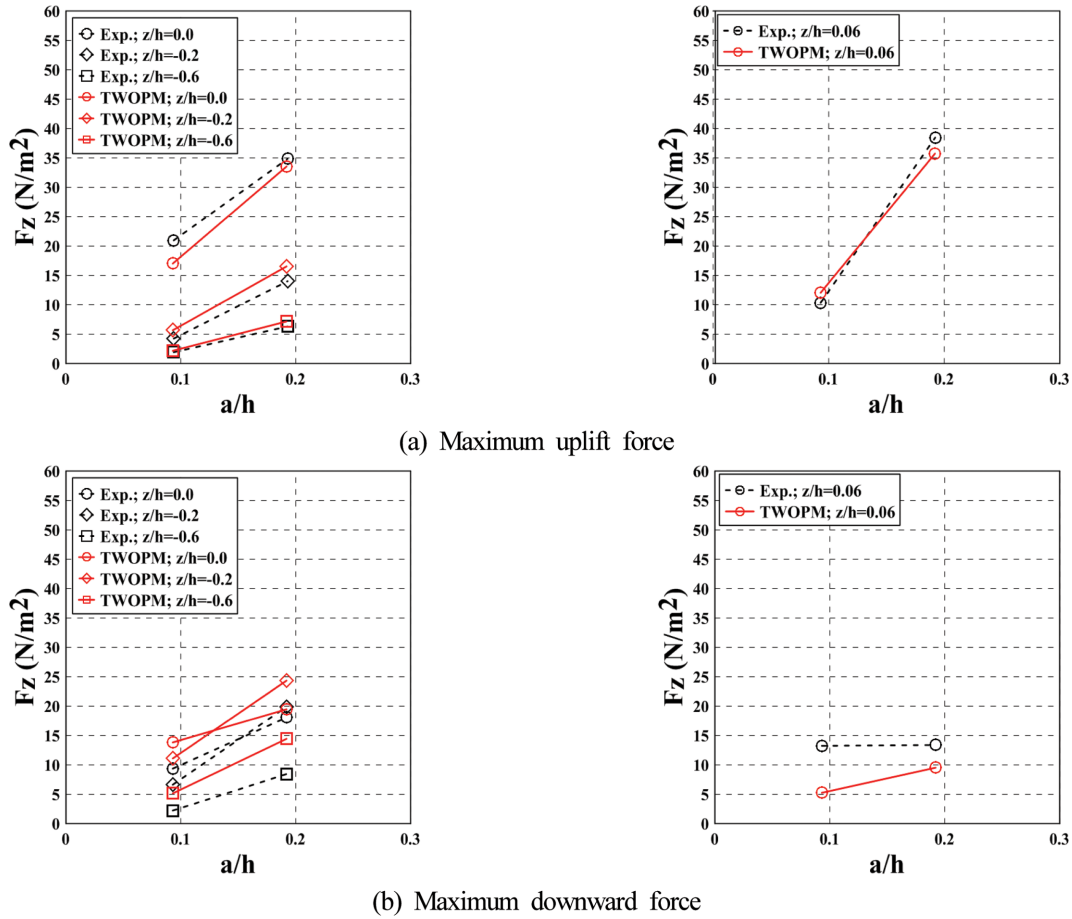 Fz (N/m2)
60
55
50
45
40
35
30
25
20
15
10
5
0
Exp.; z/h=0.0
Exp.; z/h=-0.2
Exp.; z/h=-0.6
TWOPM; z/h=0.0
TWOPM; z/h=-0.2
TWOPM; z/h=-0.6
0 0.1 0.2 0.3
a/h
Fz (N/m2)
60
55
50
45
40
35
30
25
20
15
10
5
0
Exp.; z/h=0.06
TWOPM; z/h=0.06
0 0.1 0.2 0.3
a/h
(a) Maximum uplift force
Fz (N/m2)
60
55
50
45
40
35
30
25
20
15
10
5
0
Exp.; z/h=0.0
Exp.; z/h=-0.2
Exp.; z/h=-0.6
TWOPM; z/h=0.0
TWOPM; z/h=-0.2
TWOPM; z/h=-0.6
0 0.1 0.2 0.3
a/h
Fz (N/m2)
60
55
50
45
40
35
30
25
20
15
10
5
0
Exp.; z/h=0.06
TWOPM; z/h=0.06
0 0.1 0.2 0.3
a/h
(b) Maximum downward force